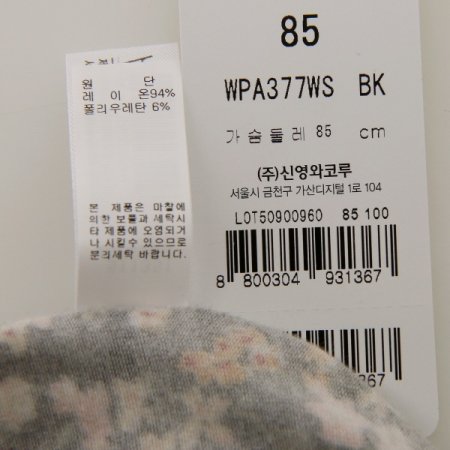 원 단
레 이 온94%
폴리우레탄 6%
본 제품은 마찰에
의한 보풀과 세탁시
타 제품에 오염되거
나 시킬수 있으므로
분리/세탁 바랍니다.
85
WPA377WS BK
가슴둘레 85 cm
(주)신영와코루
서울시 금천구 가산디지털 1로 104
LOT50900960 85 100
8 800304 931367
367